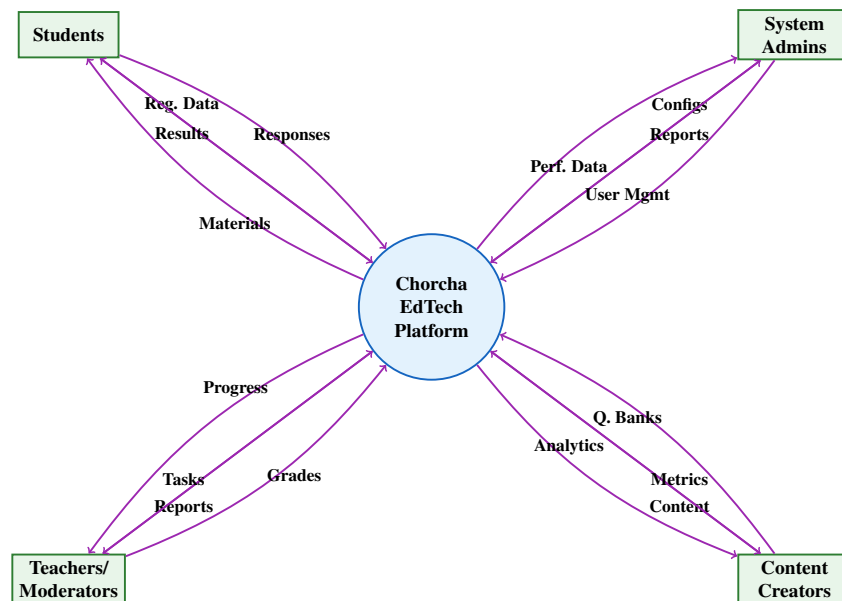 Students
System
Admins
Reg. Data
Configs
Results
Responses
Reports
Perf. Data
User Mgmt
Materials
Chorcha
EdTech
Platform
Progress
Q. Banks
Analytics
Tasks
Grades
Metrics
Reports
Content
Teachers/
Moderators
Content
Creators